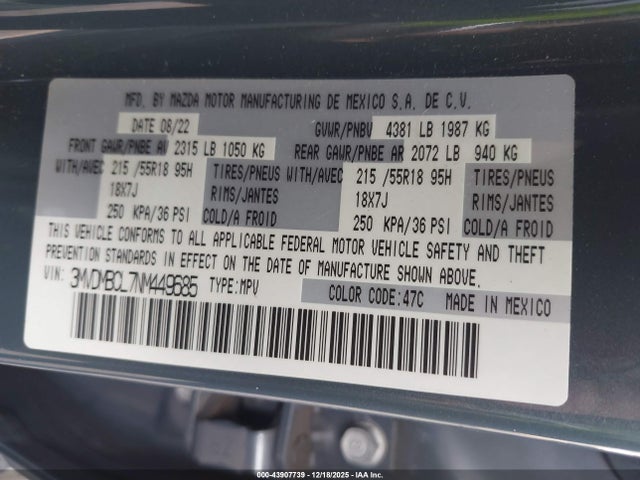 MFD. BY MAZDA MOTOR MANUFACTURING DE MEXICO S.A. DE C.V.
DATE 08/22 GVWR/PNBV 4381 LB 1987 KG
FRONT GAWR/PNBE AV 2315 LB 1050 KG REAR GAWR/PNBE AR 2072 LB 940 KG
WITH/AVEC 215 /55R18 95H TIRES/PNEUS WITH/AVEC 215 /55R18 95H TIRES/PNEUS
18X7J RIMS/JANTES 18X7J RIMS/JANTES
250 KPA/36 PSI COLD/A FROID 250 KPA/36 PSI COLD/A FROID
THIS VEHICLE CONFORMS TO ALL APPLICABLE FEDERAL MOTOR VEHICLE SAFETY AND THEFT
PREVENTION STANDARDS IN EFFECT ON THE DATE OF MANUFACTURE SHOWN ABOVE.
VIN: 3MVDMBCL7NM449585 TYPE:MPV
COLOR CODE:47C MADE IN MEXICO
000-43907739 - 12/18/2025 - IAA Inc.